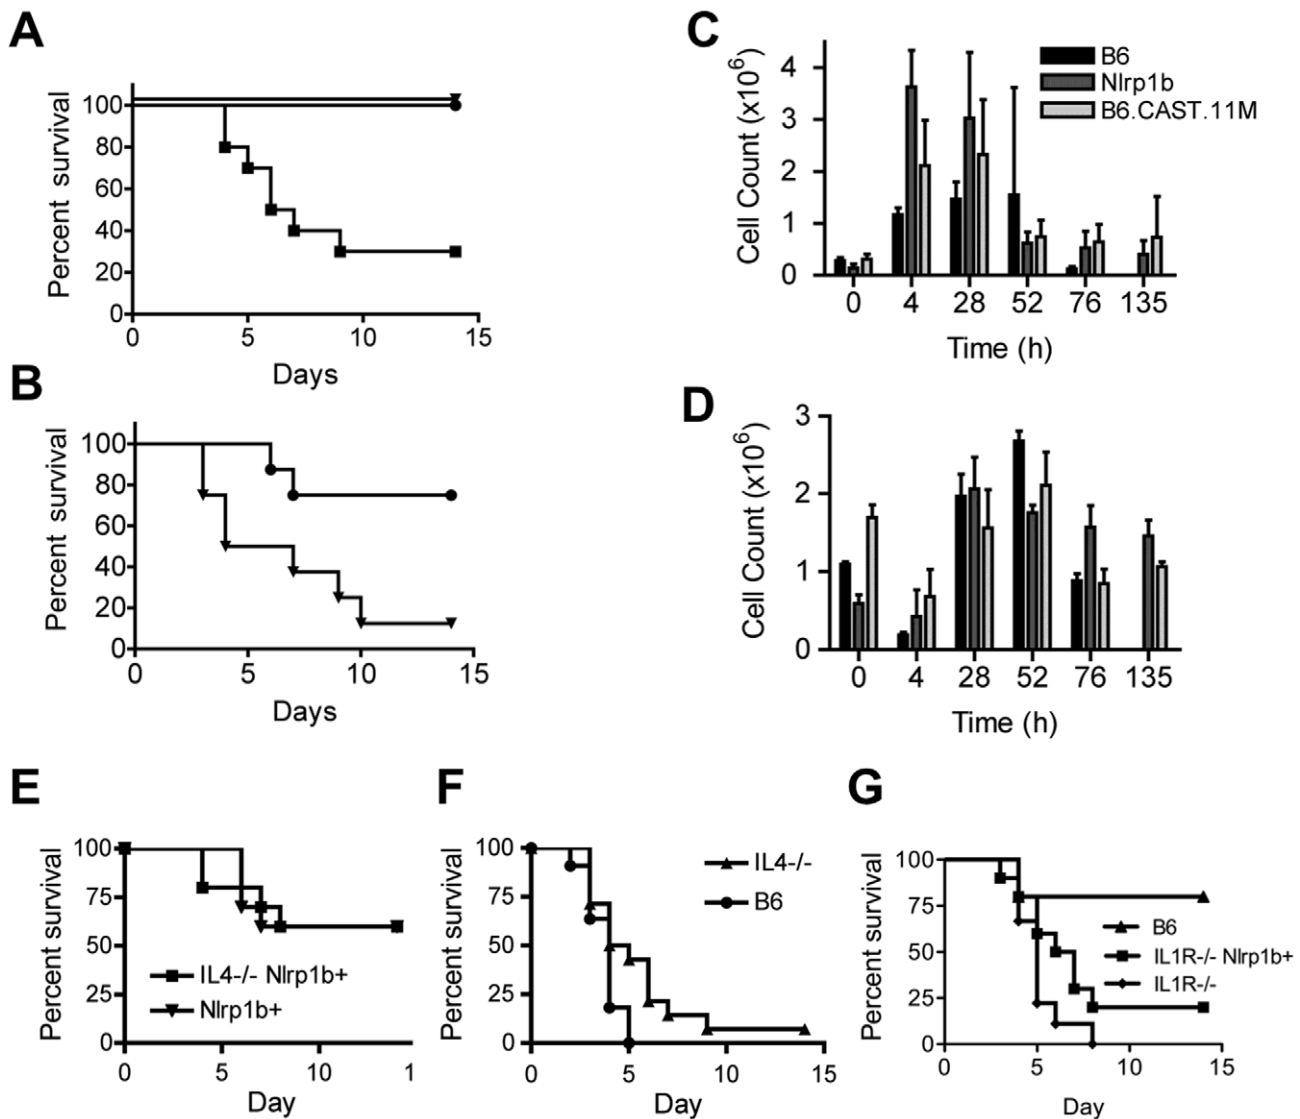 A
Percent survival
100
80
60
40
20
0
0 5 10 15
Days
B
Percent survival
100
80
60
40
20
0
0 5 10 15
Days
C
Cell Count (x10⁶)
4
3
2
1
0
B6
Nlrp1b
B6.CAST.11M
0 4 28 52 76 135
Time (h)
D
Cell Count (x10⁶)
3
2
1
0
0 4 28 52 76 135
Time (h)
E
Percent survival
100
75
50
25
0
IL4-/- Nlrp1b+
Nlrp1b+
0 5 10 1
Day
F
Percent survival
100
75
50
25
0
IL4-/-
B6
0 5 10 15
Day
G
Percent survival
100
75
50
25
0
B6
IL1R-/- Nlrp1b+
IL1R-/-
0 5 10 15
Day